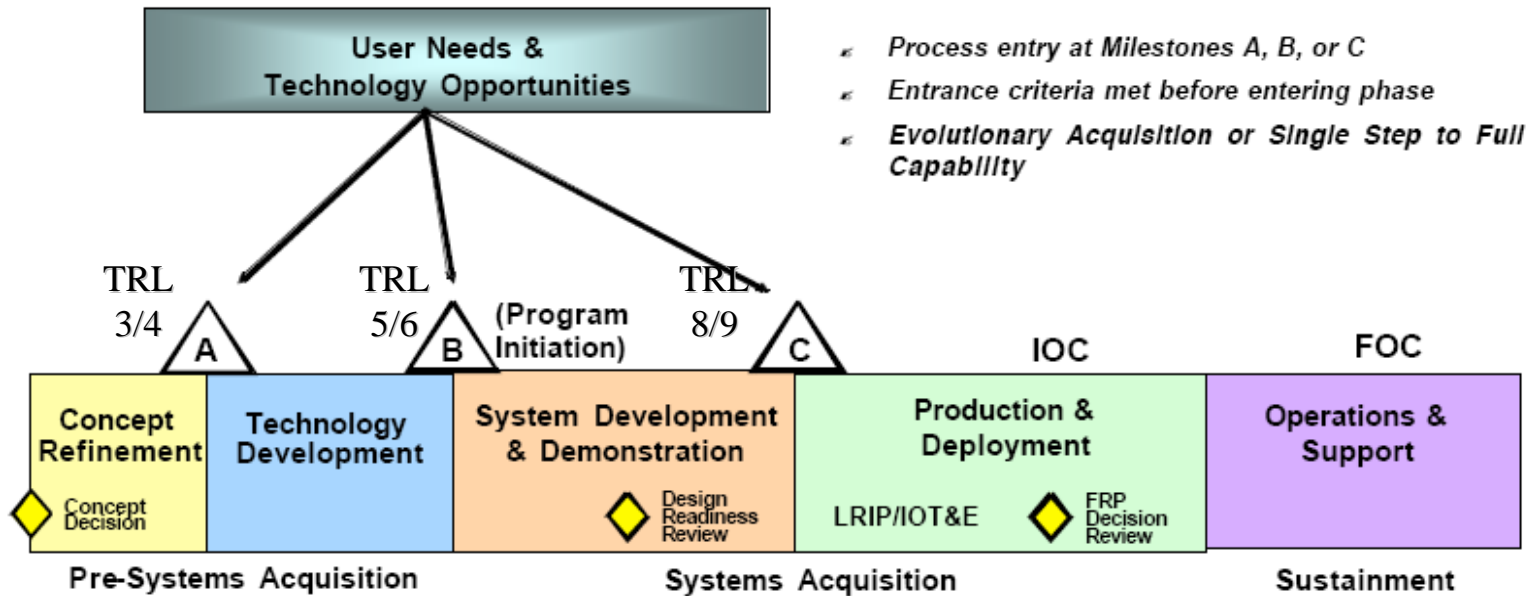 User Needs &
Technology Opportunities
Process entry at Milestones A, B, or C
Entrance criteria met before entering phase
Evolutionary Acquisition or Single Step to Full
Capability
TRL
3/4
A
TRL
5/6
B
(Program
Initiation)
TRL
8/9
C
IOC
FOC
Concept
Refinement
Concept
Decision
Technology
Development
System Development
& Demonstration
Design
Readiness
Review
Production &
Deployment
LRIP/IOT&E
FRP
Decision
Review
Operations &
Support
Pre-Systems Acquisition
Systems Acquisition
Sustainment